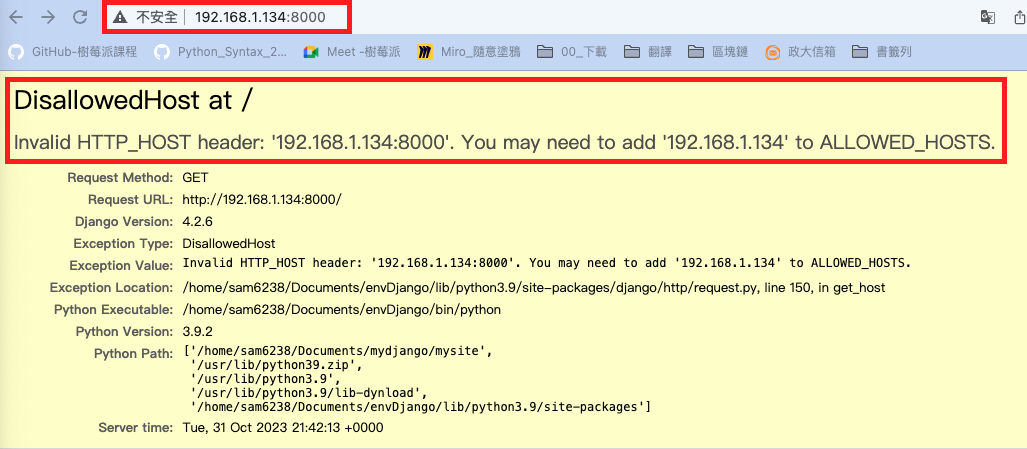 不安全 192.168.1.134:8000
GitHub-樹莓派課程 Python_Syntax_2... Meet -樹莓派 Miro_隨意塗鴉 00_下載 翻譯 區塊鏈 政大信箱 書籤列
DisallowedHost at /
Invalid HTTP_HOST header: '192.168.1.134:8000'. You may need to add '192.168.1.134' to ALLOWED_HOSTS.
Request Method: GET
Request URL: http://192.168.1.134:8000/
Django Version: 4.2.6
Exception Type: DisallowedHost
Exception Value: Invalid HTTP_HOST header: '192.168.1.134:8000'. You may need to add '192.168.1.134' to ALLOWED_HOSTS.
Exception Location: /home/sam6238/Documents/envDjango/lib/python3.9/site-packages/django/http/request.py, line 150, in get_host
Python Executable: /home/sam6238/Documents/envDjango/bin/python
Python Version: 3.9.2
Python Path: ['/home/sam6238/Documents/mydjango/mysite',
'/usr/lib/python39.zip',
'/usr/lib/python3.9',
'/usr/lib/python3.9/lib-dynload',
'/home/sam6238/Documents/envDjango/lib/python3.9/site-packages']
Server time: Tue, 31 Oct 2023 21:42:13 +0000